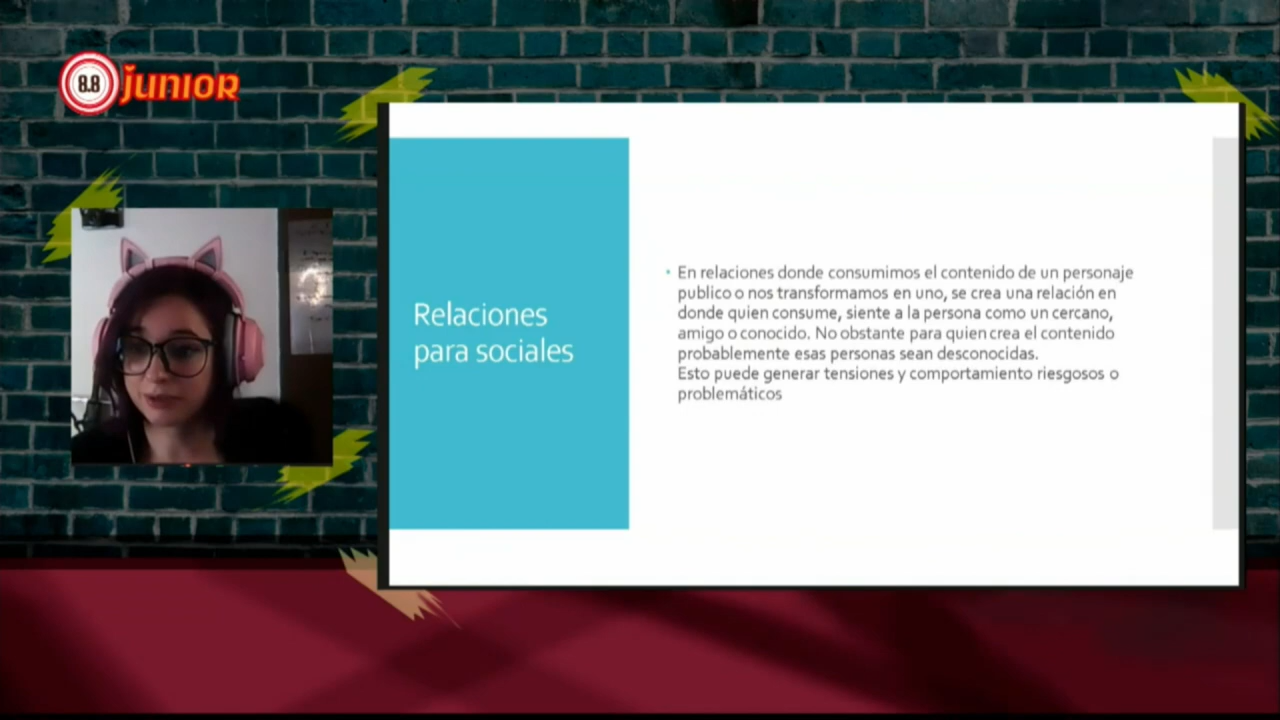 8.8 JUNIOR
Relaciones
para sociales
• En relaciones donde consumimos el contenido de un personaje
publico o nos transformamos en uno, se crea una relación en
donde quien consume, siente a la persona como un cercano,
amigo o conocido. No obstante para quien crea el contenido
probablemente esas personas sean desconocidas.
Esto puede generar tensiones y comportamiento riesgosos o
problemáticos